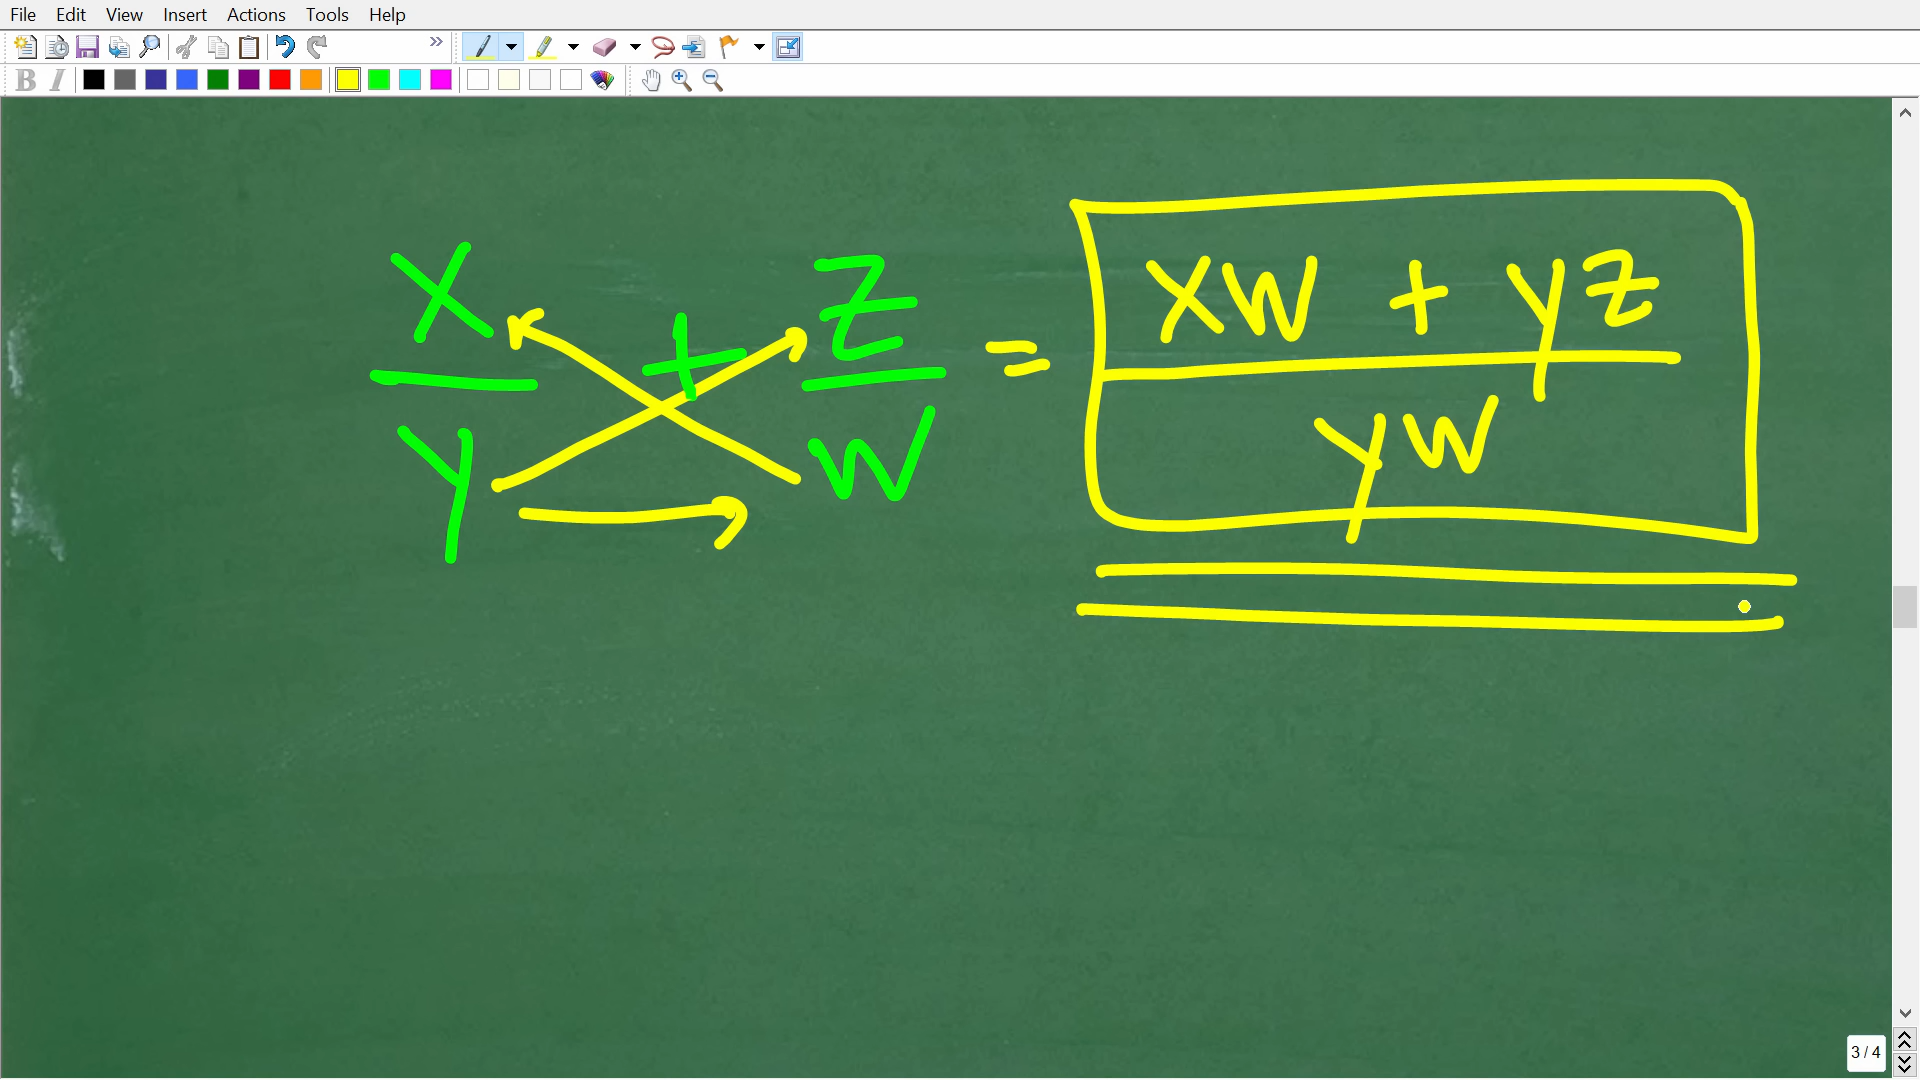 File Edit View Insert Actions Tools Help
B I
X/Y + Z/W = (XW + YZ)/(YW)
3 / 4